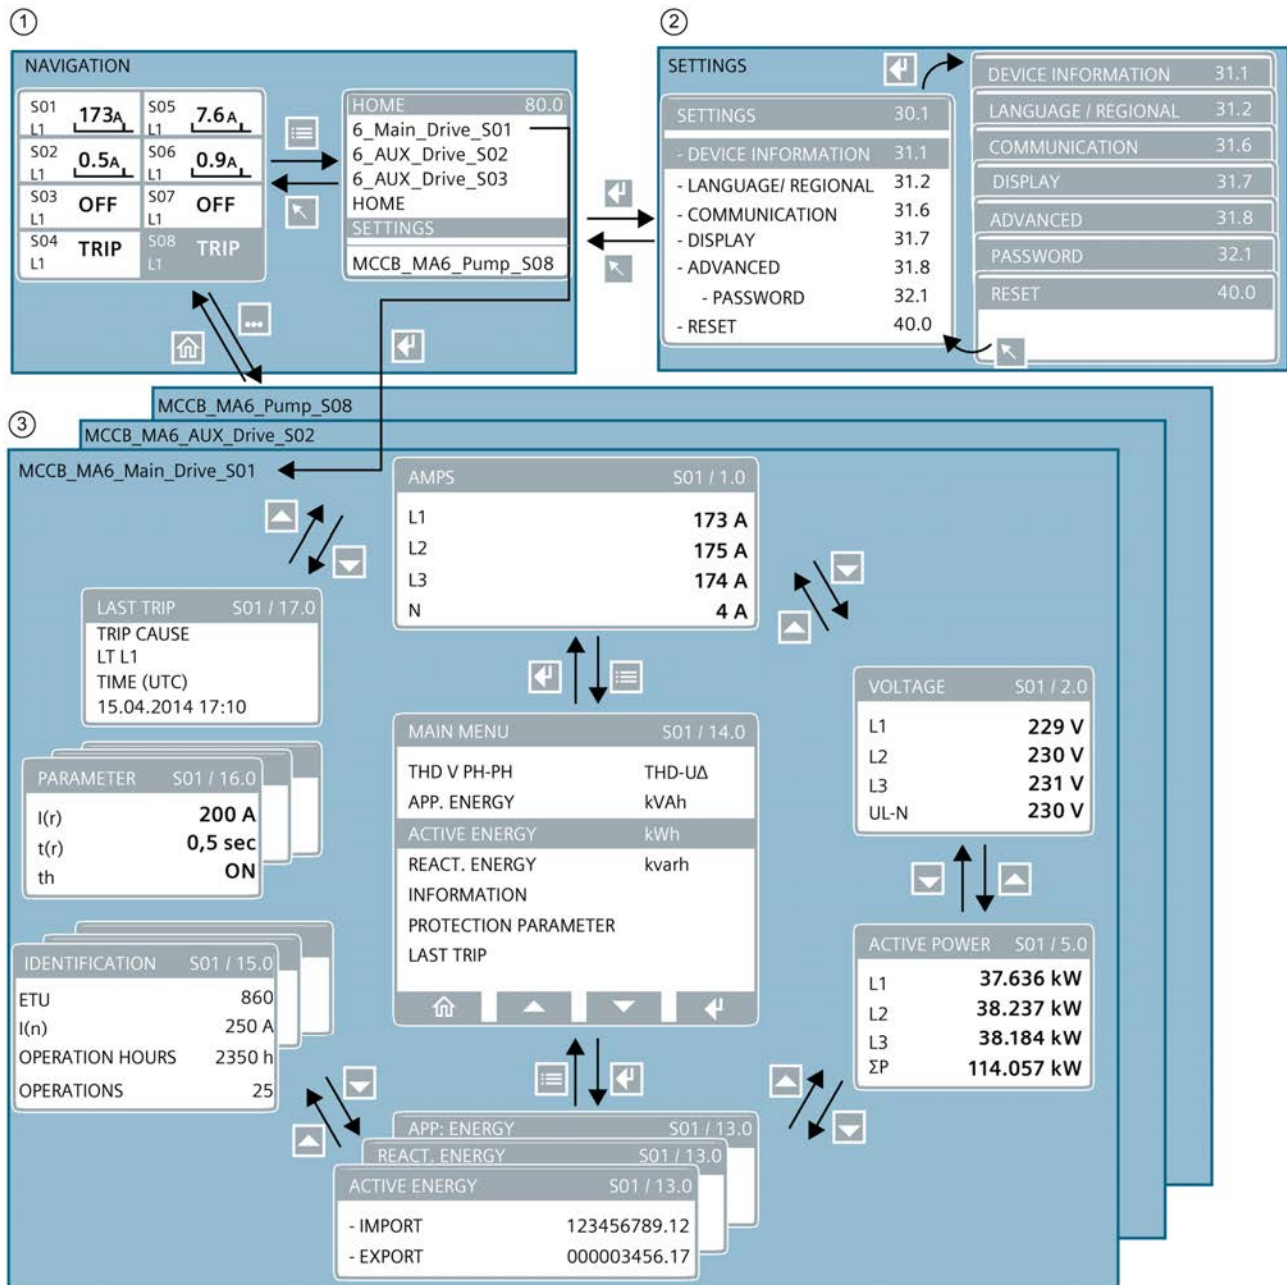 1
NAVIGATION
S01 L1 173A
S05 L1 7.6A
S02 L1 0.5A
S06 L1 0.9A
S03 L1 OFF
S07 L1 OFF
S04 L1 TRIP
S08 L1 TRIP
HOME 80.0
6_Main_Drive_S01
6_AUX_Drive_S02
6_AUX_Drive_S03
HOME
SETTINGS
MCCB_MA6_Pump_S08
2
SETTINGS
SETTINGS 30.1
- DEVICE INFORMATION 31.1
- LANGUAGE/ REGIONAL 31.2
- COMMUNICATION 31.6
- DISPLAY 31.7
- ADVANCED 31.8
- PASSWORD 32.1
- RESET 40.0
DEVICE INFORMATION 31.1
LANGUAGE / REGIONAL 31.2
COMMUNICATION 31.6
DISPLAY 31.7
ADVANCED 31.8
PASSWORD 32.1
RESET 40.0
3
MCCB_MA6_Pump_S08
MCCB_MA6_AUX_Drive_S02
MCCB_MA6_Main_Drive_S01
AMPS S01 / 1.0
L1 173 A
L2 175 A
L3 174 A
N 4 A
LAST TRIP S01 / 17.0
TRIP CAUSE
LT L1
TIME (UTC)
15.04.2014 17:10
PARAMETER S01 / 16.0
I(r) 200 A
t(r) 0,5 sec
th ON
IDENTIFICATION S01 / 15.0
ETU 860
I(n) 250 A
OPERATION HOURS 2350 h
OPERATIONS 25
MAIN MENU S01 / 14.0
THD V PH-PH THD-UΔ
APP. ENERGY kVAh
ACTIVE ENERGY kWh
REACT. ENERGY kvarh
INFORMATION
PROTECTION PARAMETER
LAST TRIP
VOLTAGE S01 / 2.0
L1 229 V
L2 230 V
L3 231 V
UL-N 230 V
ACTIVE POWER S01 / 5.0
L1 37.636 kW
L2 38.237 kW
L3 38.184 kW
ΣP 114.057 kW
APP: ENERGY S01 / 13.0
REACT. ENERGY S01 / 13.0
ACTIVE ENERGY S01 / 13.0
- IMPORT 123456789.12
- EXPORT 000003456.17